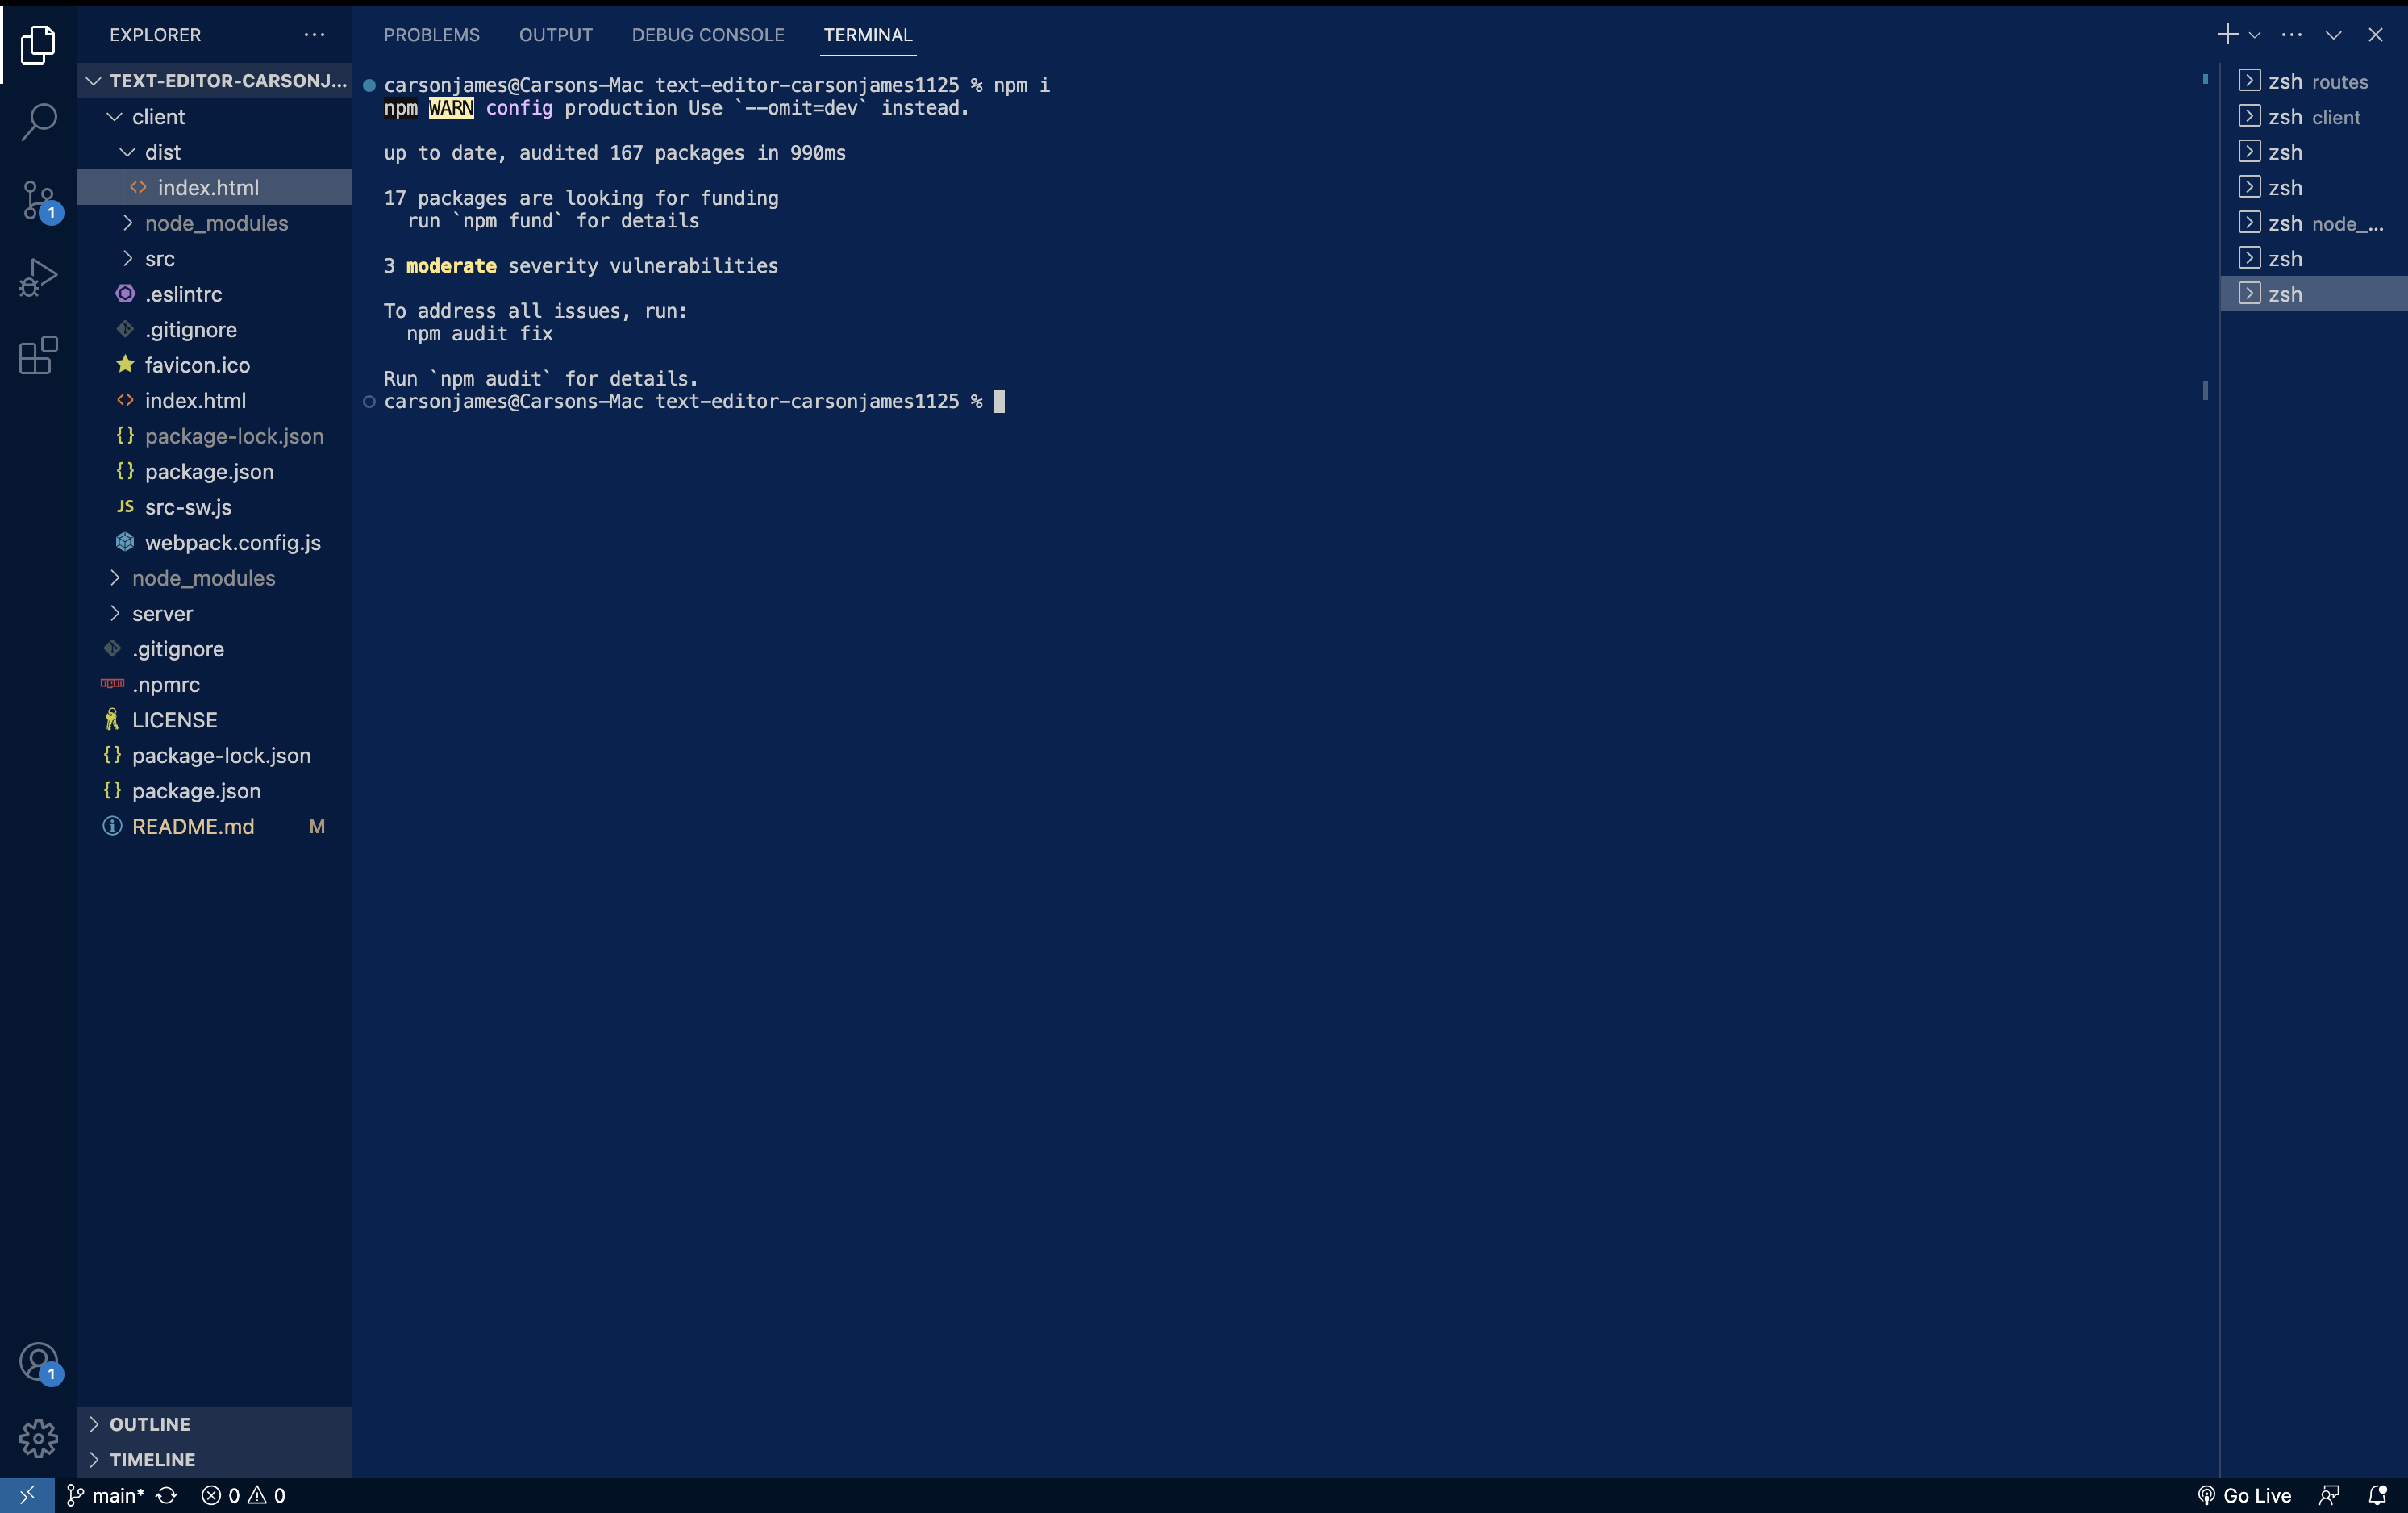 EXPLORER
TEXT-EDITOR-CARSONJ...
client
dist
<> index.html
node_modules
src
.eslintrc
.gitignore
favicon.ico
<> index.html
{} package-lock.json
{} package.json
JS src-sw.js
webpack.config.js
node_modules
server
.gitignore
npm .npmrc
LICENSE
{} package-lock.json
{} package.json
README.md M
OUTLINE
TIMELINE
PROBLEMS OUTPUT DEBUG CONSOLE TERMINAL
carsonjames@Carsons-Mac text-editor-carsonjames1125 % npm i
npm WARN config production Use `--omit=dev` instead.
up to date, audited 167 packages in 990ms
17 packages are looking for funding
run `npm fund` for details
3 moderate severity vulnerabilities
To address all issues, run:
npm audit fix
Run `npm audit` for details.
carsonjames@Carsons-Mac text-editor-carsonjames1125 %
zsh routes
zsh client
zsh
zsh
zsh node_...
zsh
zsh
1
1
main* 0 0
Go Live